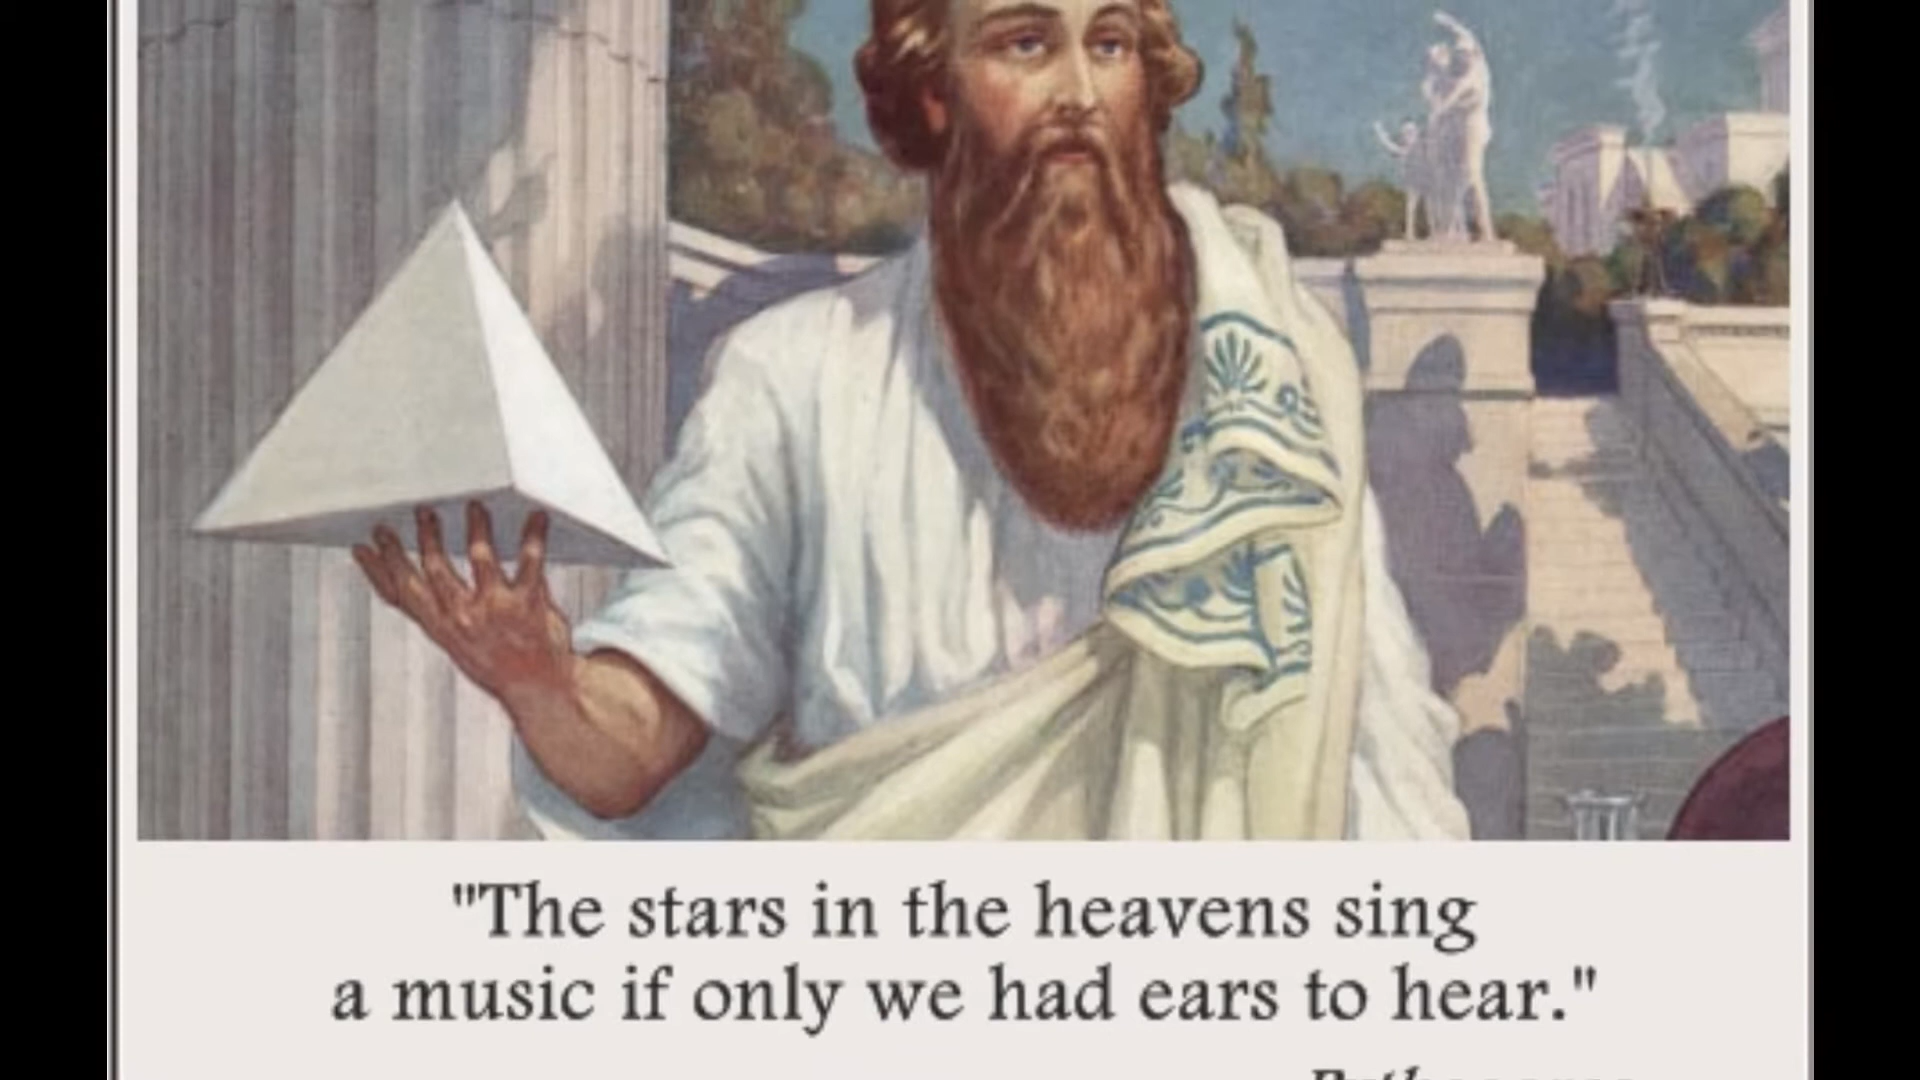 "The stars in the heavens sing
a music if only we had ears to hear."